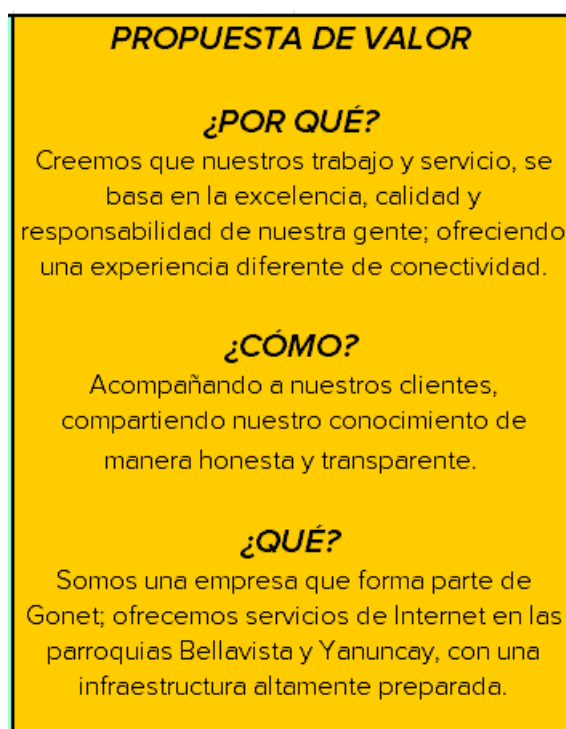 PROPUESTA DE VALOR
¿POR QUÉ?
Creemos que nuestros trabajo y servicio, se
basa en la excelencia, calidad y
responsabilidad de nuestra gente; ofreciendo
una experiencia diferente de conectividad.
¿CÓMO?
Acompañando a nuestros clientes,
compartiendo nuestro conocimiento de
manera honesta y transparente.
¿QUÉ?
Somos una empresa que forma parte de
Gonet; ofrecemos servicios de Internet en las
parroquias Bellavista y Yanuncay, con una
infraestructura altamente preparada.